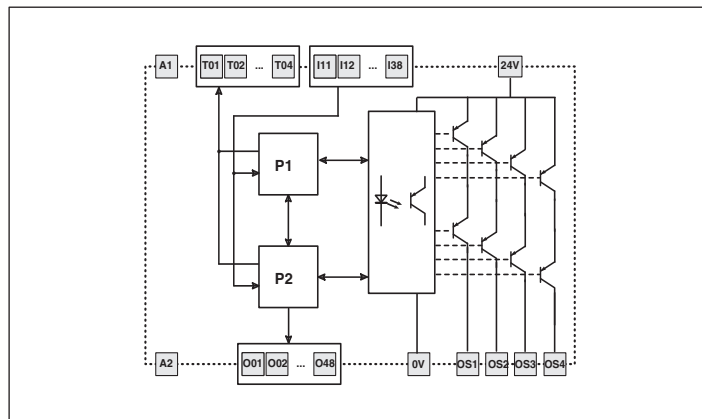 A1 T01 T02 ... T04 I11 I12 ... I38 24V
P1
P2
A2 O01 O02 ... O48 0V OS1 OS2 OS3 OS4